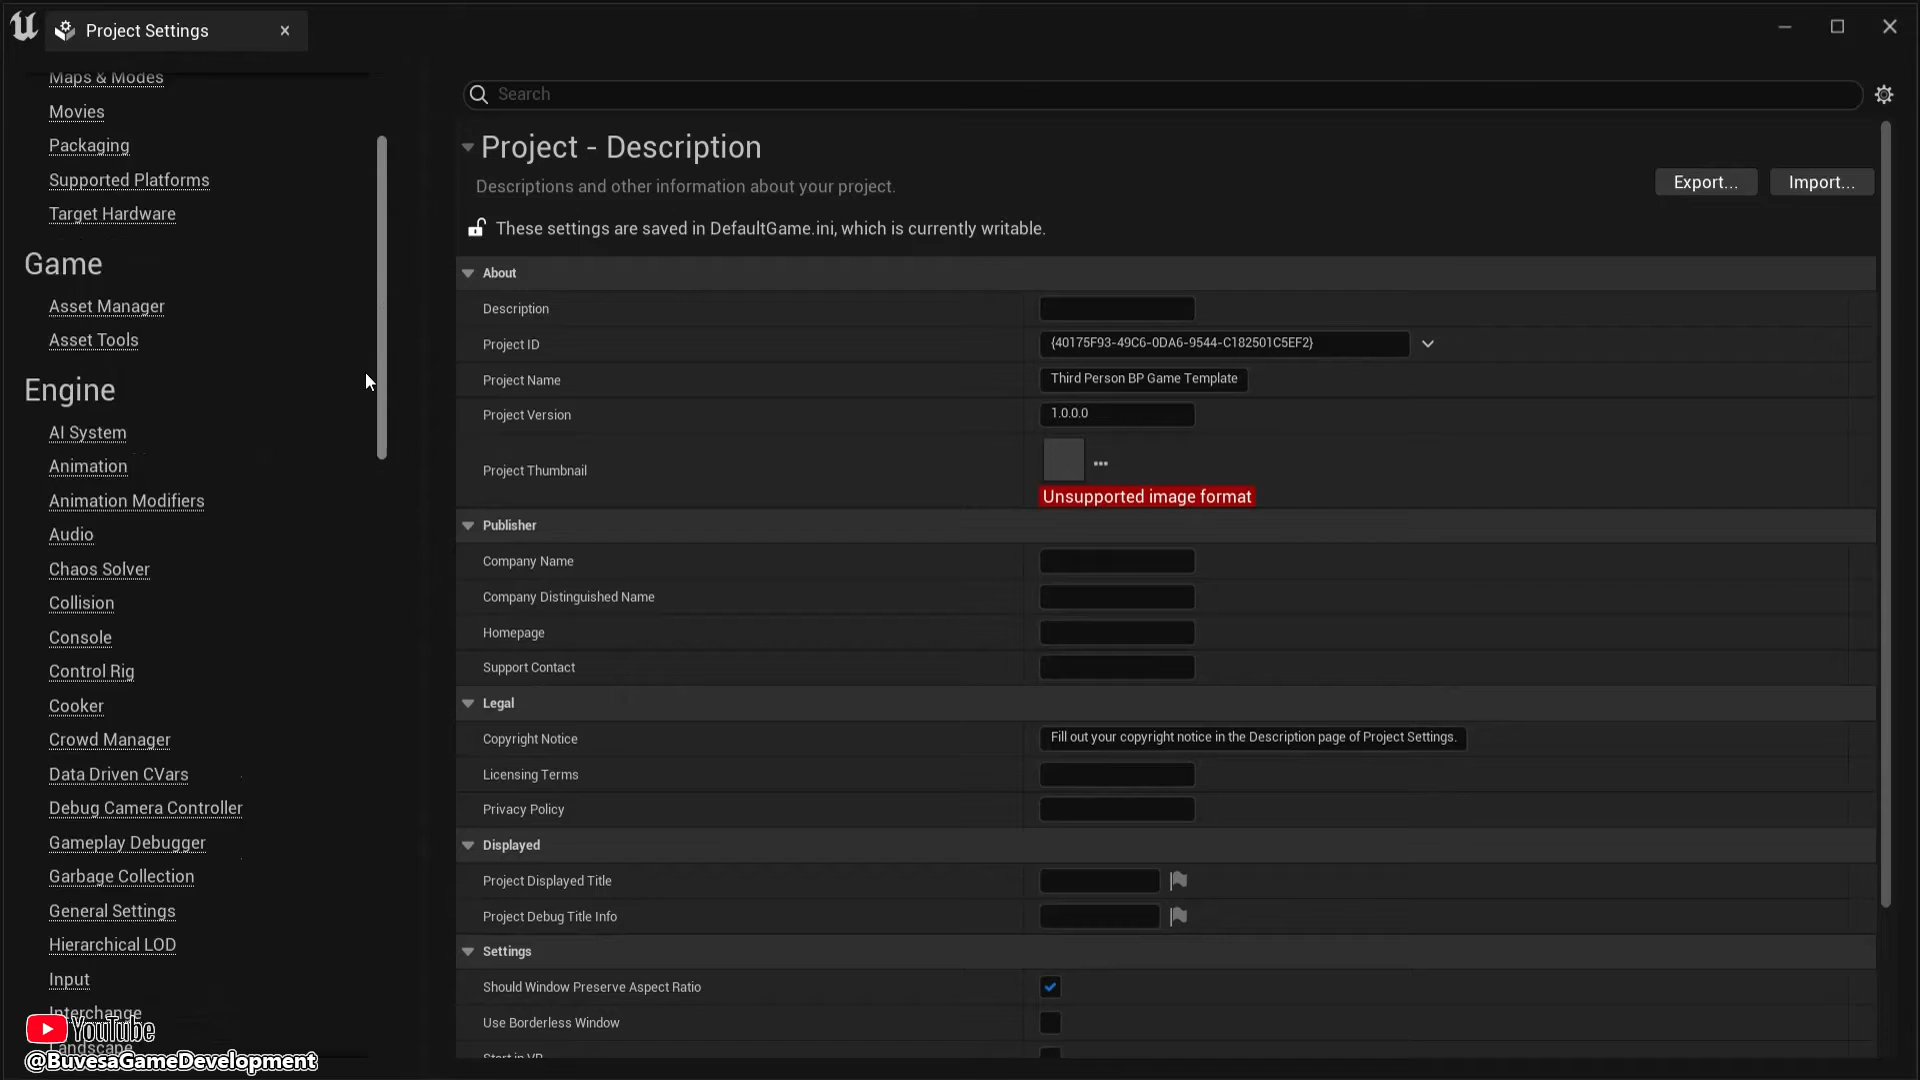 Project Settings
Maps & Modes
Movies
Packaging
Supported Platforms
Target Hardware
Game
Asset Manager
Asset Tools
Engine
AI System
Animation
Animation Modifiers
Audio
Chaos Solver
Collision
Console
Control Rig
Cooker
Crowd Manager
Data Driven CVars
Debug Camera Controller
Gameplay Debugger
Garbage Collection
General Settings
Hierarchical LOD
Input
Interchange
Landscape
YouTube
@BuvesaGameDevelopment
Search
Project - Description
Descriptions and other information about your project.
Export...
Import...
These settings are saved in DefaultGame.ini, which is currently writable.
About
Description
Project ID
{40175F93-49C6-0DA6-9544-C182501C5EF2}
Project Name
Third Person BP Game Template
Project Version
1.0.0.0
Project Thumbnail
Unsupported image format
Publisher
Company Name
Company Distinguished Name
Homepage
Support Contact
Legal
Copyright Notice
Fill out your copyright notice in the Description page of Project Settings.
Licensing Terms
Privacy Policy
Displayed
Project Displayed Title
Project Debug Title Info
Settings
Should Window Preserve Aspect Ratio
Use Borderless Window
Start in VR